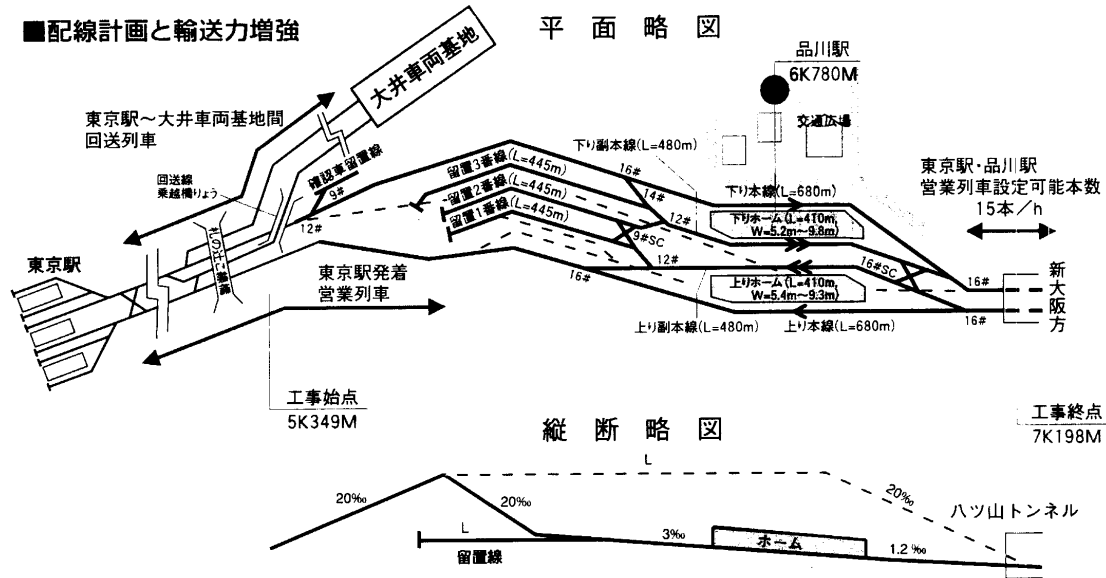 ■配線計画と輸送力増強
平面略図
品川駅
6K780M
大井車両基地
交通広場
東京駅〜大井車両基地間
回送列車
回送線
乗越橋りょう
確認車留置線
9#
12#
留置3番線(L=445m)
留置2番線(L=445m)
留置1番線(L=445m)
下り副本線(L=480m)
16#
14#
12#
9#SC
12#
16#
下り本線(L=680m)
下りホーム(L=410m,
W=5.2m〜9.8m)
16#SC
上りホーム(L=410m,
W=5.4m〜9.3m)
上り副本線(L=480m)
上り本線(L=680m)
16#
16#
東京駅・品川駅
営業列車設定可能本数
15本/h
新大阪方
東京駅
札の辻こ線橋
東京駅発着
営業列車
工事始点
5K349M
工事終点
7K198M
縦断略図
L
20‰
20‰
20‰
L
留置線
3‰
ホーム
1.2‰
八ツ山トンネル